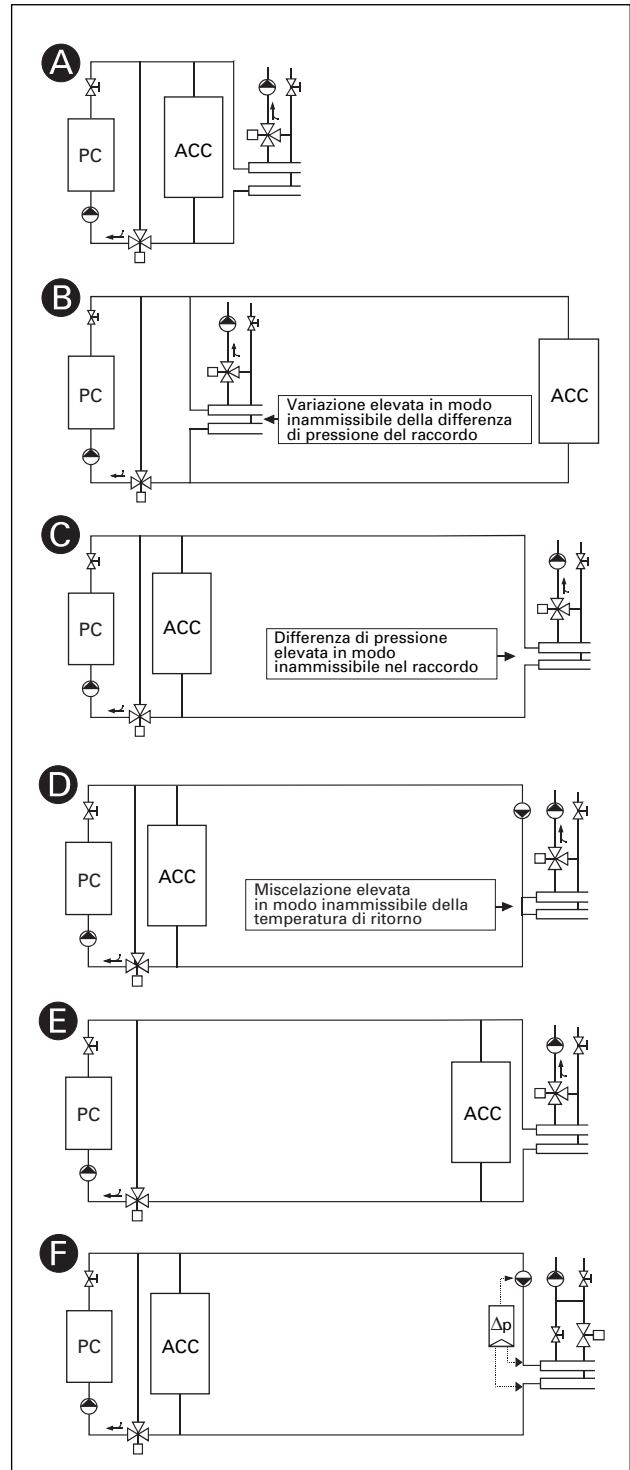 A
PC
ACC
B
PC
Variazione elevata in modo
inammissibile della differenza
di pressione del raccordo
ACC
C
PC
ACC
Differenza di pressione
elevata in modo
inammissibile nel raccordo
D
PC
ACC
Miscelazione elevata
in modo inammissibile della
temperatura di ritorno
E
PC
ACC
F
PC
ACC
Δp